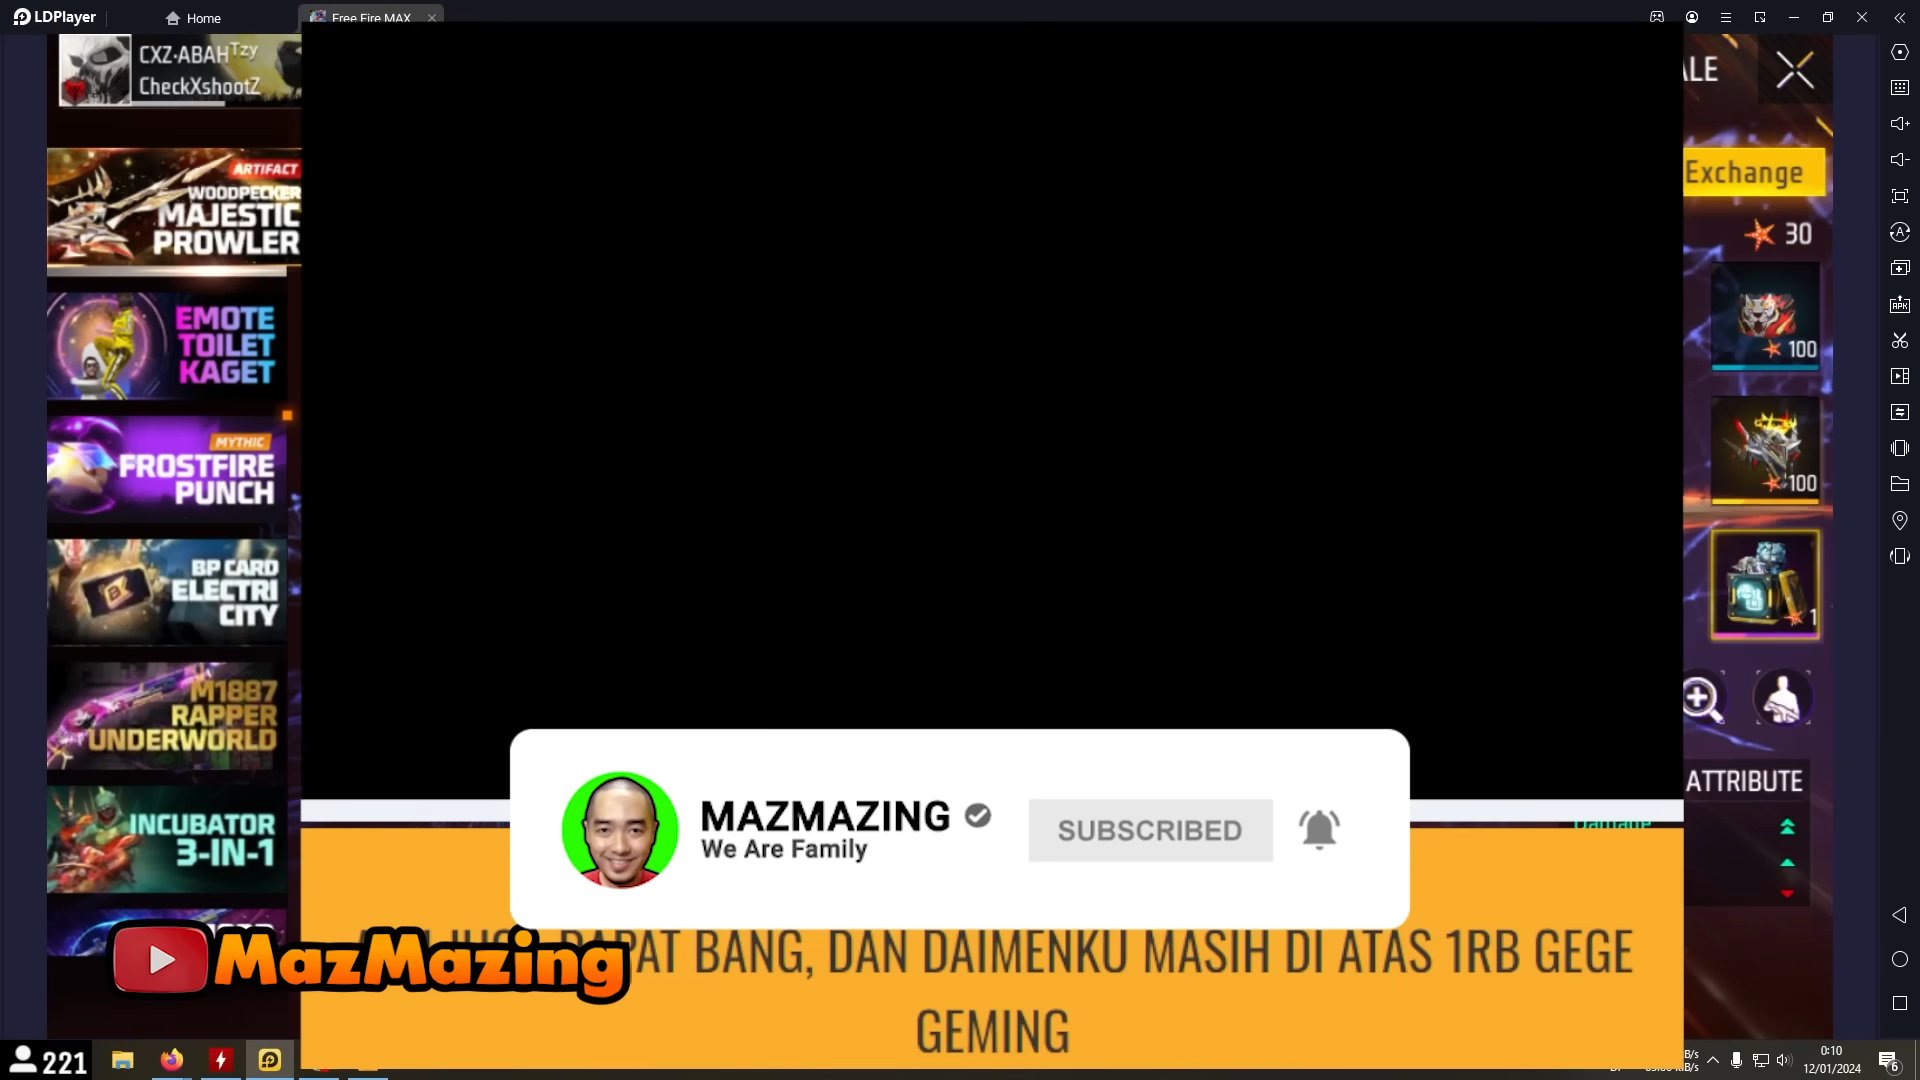 LDPlayer
Home
Free Fire MAX
CXZ·ABAHTzy
CheckXshootZ
ARTIFACT
WOODPECKER
MAJESTIC
PROWLER
EMOTE
TOILET
KAGET
MYTHIC
FROSTFIRE
PUNCH
BP CARD
ELECTRI
CITY
M1887
RAPPER
UNDERWORLD
INCUBATOR
3-IN-1
Exchange
30
100
100
1
ATTRIBUTE
Damage
MAZMAZING
We Are Family
SUBSCRIBED
BANG, DAN DAIMENKU MASIH DI ATAS 1RB GEGE
GEMING
MazMazing
221
0:10
12/01/2024
6